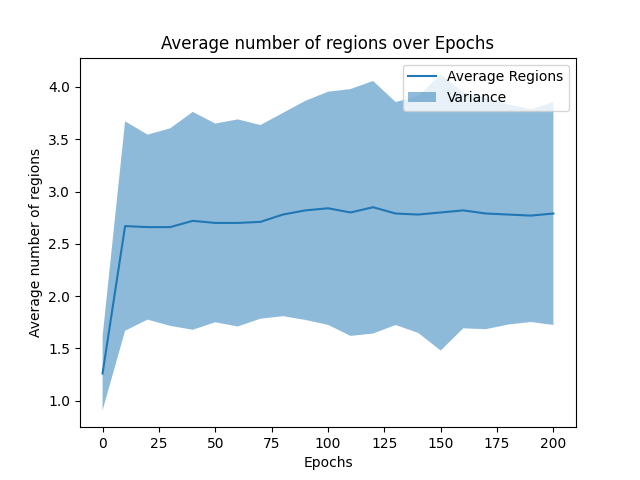 Average number of regions over Epochs
Average Regions
Variance
4.0
3.5
3.0
2.5
2.0
1.5
1.0
Average number of regions
0 25 50 75 100 125 150 175 200
Epochs